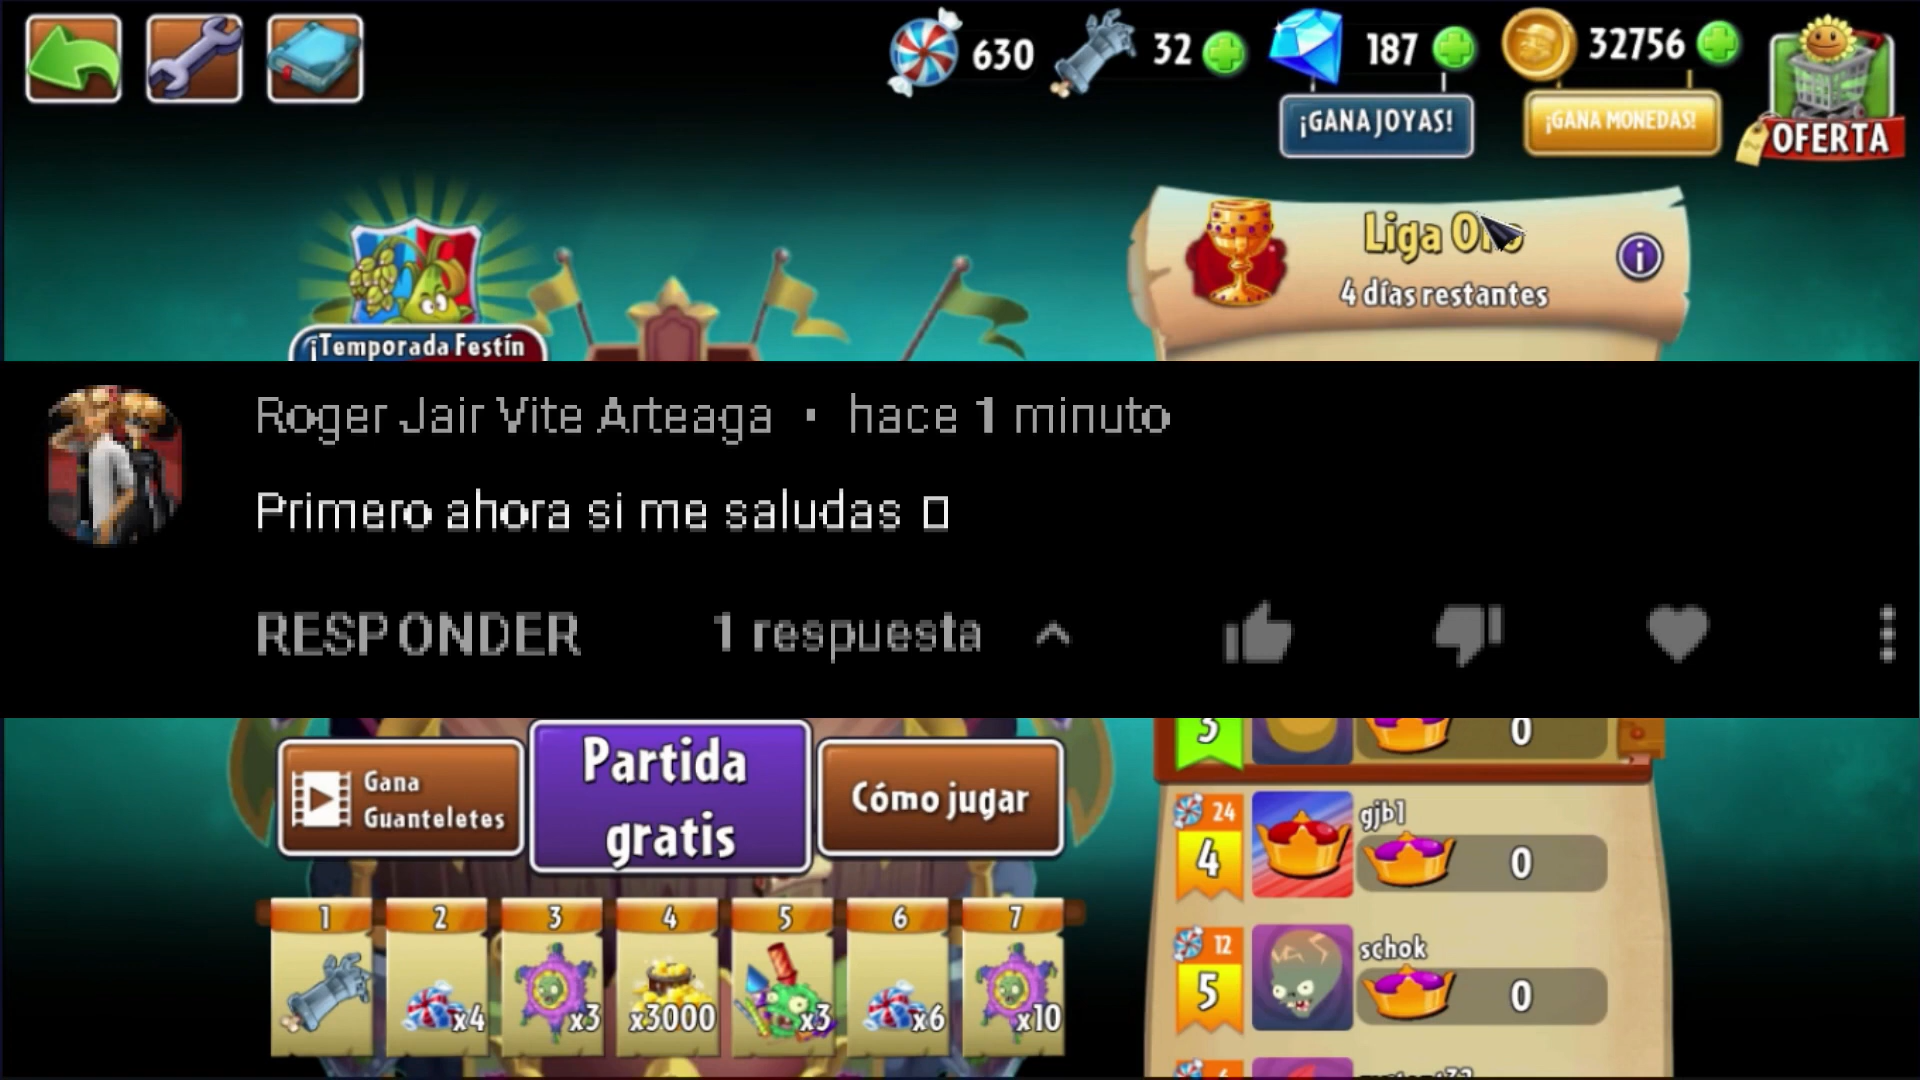 630
32
187
32756
¡GANA JOYAS!
¡GANA MONEDAS!
OFERTA
Liga Oro
4 días restantes
¡Temporada Festín
Roger Jair Vite Arteaga · hace 1 minuto
Primero ahora si me saludas
RESPONDER 1 respuesta
3
0
Gana
Guanteletes
Partida
gratis
Cómo jugar
24
4
gjb1
0
12
5
schok
0
1
2
3
4
5
6
7
x4
x3
x3000
x3
x6
x10